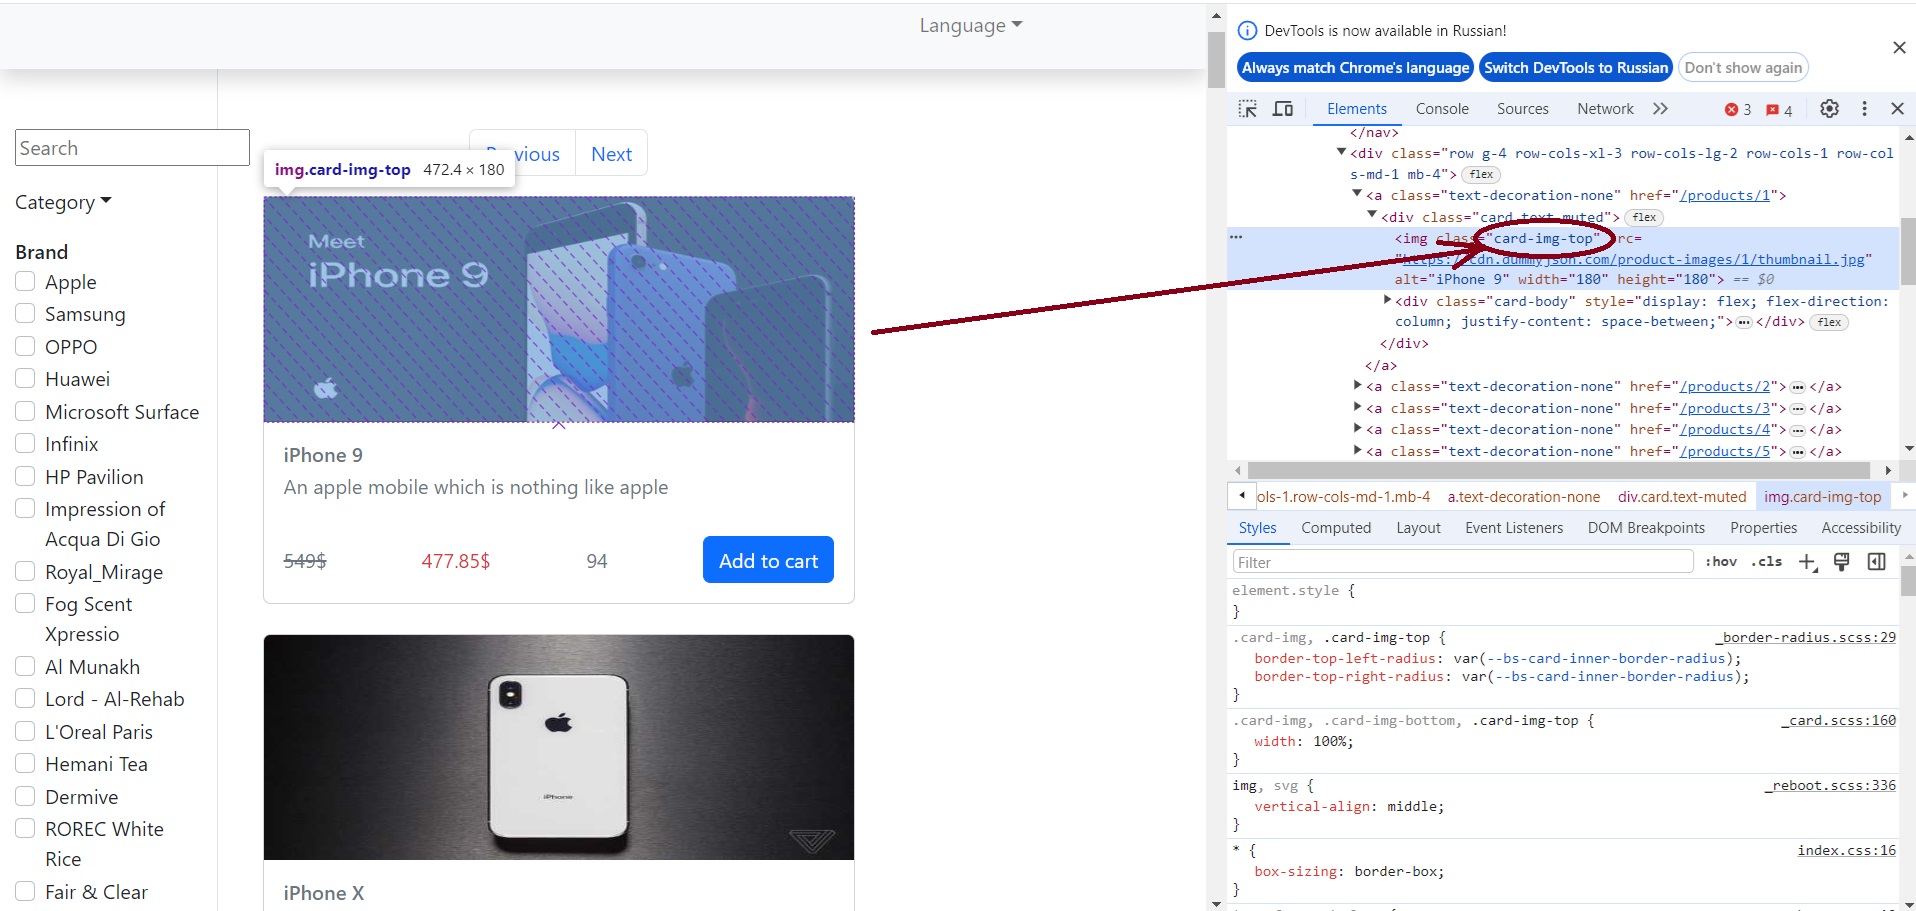 Language
Search
Category
Brand
Apple
Samsung
OPPO
Huawei
Microsoft Surface
Infinix
HP Pavilion
Impression of
Acqua Di Gio
Royal_Mirage
Fog Scent
Xpressio
Al Munakh
Lord - Al-Rehab
L'Oreal Paris
Hemani Tea
Dermive
ROREC White
Rice
Fair & Clear
Previous
Next
img.card-img-top 472.4 × 180
Meet
iPhone 9
iPhone 9
An apple mobile which is nothing like apple
549$ 477.85$ 94 Add to cart
iPhone
iPhone X
DevTools is now available in Russian!
Always match Chrome's language
Switch DevTools to Russian
Don't show again
Elements Console Sources Network 3 4
</nav>
<div class="row g-4 row-cols-xl-3 row-cols-lg-2 row-cols-1 row-col
s-md-1 mb-4"> flex
<a class="text-decoration-none" href="/products/1">
<div class="card text-muted"> flex
<img class="card-img-top" src=
"https://cdn.dummyjson.com/product-images/1/thumbnail.jpg"
alt="iPhone 9" width="180" height="180"> == $0
<div class="card-body" style="display: flex; flex-direction:
column; justify-content: space-between;">…</div> flex
</div>
</a>
<a class="text-decoration-none" href="/products/2">…</a>
<a class="text-decoration-none" href="/products/3">…</a>
<a class="text-decoration-none" href="/products/4">…</a>
<a class="text-decoration-none" href="/products/5">…</a>
ols-1.row-cols-md-1.mb-4 a.text-decoration-none div.card.text-muted img.card-img-top
Styles Computed Layout Event Listeners DOM Breakpoints Properties Accessibility
Filter :hov .cls
element.style {
}
.card-img, .card-img-top { _border-radius.scss:29
border-top-left-radius: var(--bs-card-inner-border-radius);
border-top-right-radius: var(--bs-card-inner-border-radius);
}
.card-img, .card-img-bottom, .card-img-top { _card.scss:160
width: 100%;
}
img, svg { _reboot.scss:336
vertical-align: middle;
}
* { index.css:16
box-sizing: border-box;
}